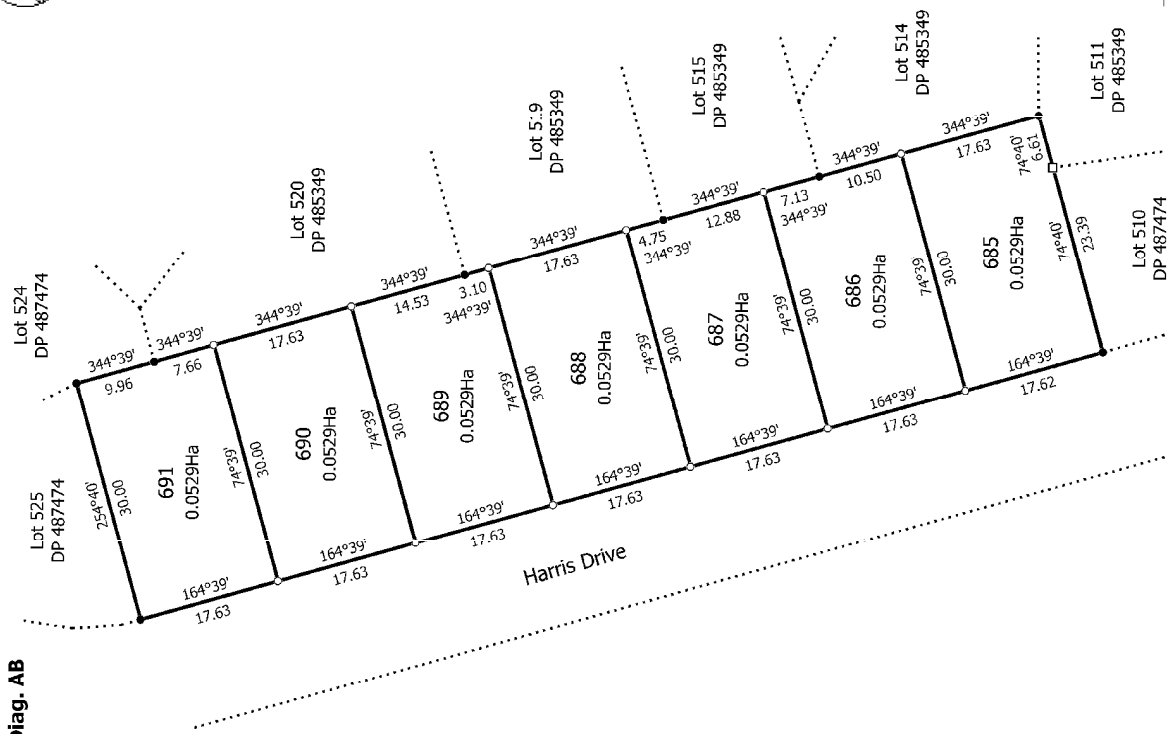 Diag. AB
Lot 524
DP 487474
Lot 525
DP 487474
Lot 520
DP 485349
Lot 519
DP 485349
Lot 515
DP 485349
Lot 514
DP 485349
Lot 511
DP 485349
Lot 510
DP 487474
344°39'
9.96
344°39'
7.66
344°39'
17.63
344°39'
14.53
3.10
344°39'
344°39'
17.63
4.75
344°39'
344°39'
12.88
7.13
344°39'
344°39'
10.50
344°39'
17.63
74°40'
6.61
74°40'
23.39
254°40'
30.00
691
0.0529Ha
74°39'
30.00
690
0.0529Ha
74°39'
30.00
689
0.0529Ha
74°39'
30.00
688
0.0529Ha
74°39'
30.00
687
0.0529Ha
74°39'
30.00
686
0.0529Ha
74°39'
30.00
685
0.0529Ha
164°39'
17.63
164°39'
17.63
164°39'
17.63
164°39'
17.63
164°39'
17.63
164°39'
17.63
164°39'
17.62
Harris Drive